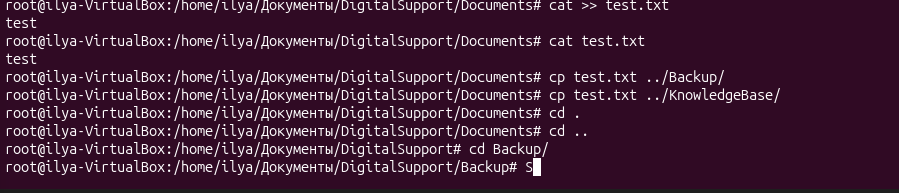 root@ilya-VirtualBox:/home/ilya/Документы/DigitalSupport/Documents# cat >> test.txt
test
root@ilya-VirtualBox:/home/ilya/Документы/DigitalSupport/Documents# cat test.txt
test
root@ilya-VirtualBox:/home/ilya/Документы/DigitalSupport/Documents# cp test.txt ../Backup/
root@ilya-VirtualBox:/home/ilya/Документы/DigitalSupport/Documents# cp test.txt ../KnowledgeBase/
root@ilya-VirtualBox:/home/ilya/Документы/DigitalSupport/Documents# cd .
root@ilya-VirtualBox:/home/ilya/Документы/DigitalSupport/Documents# cd ..
root@ilya-VirtualBox:/home/ilya/Документы/DigitalSupport# cd Backup/
root@ilya-VirtualBox:/home/ilya/Документы/DigitalSupport/Backup# S